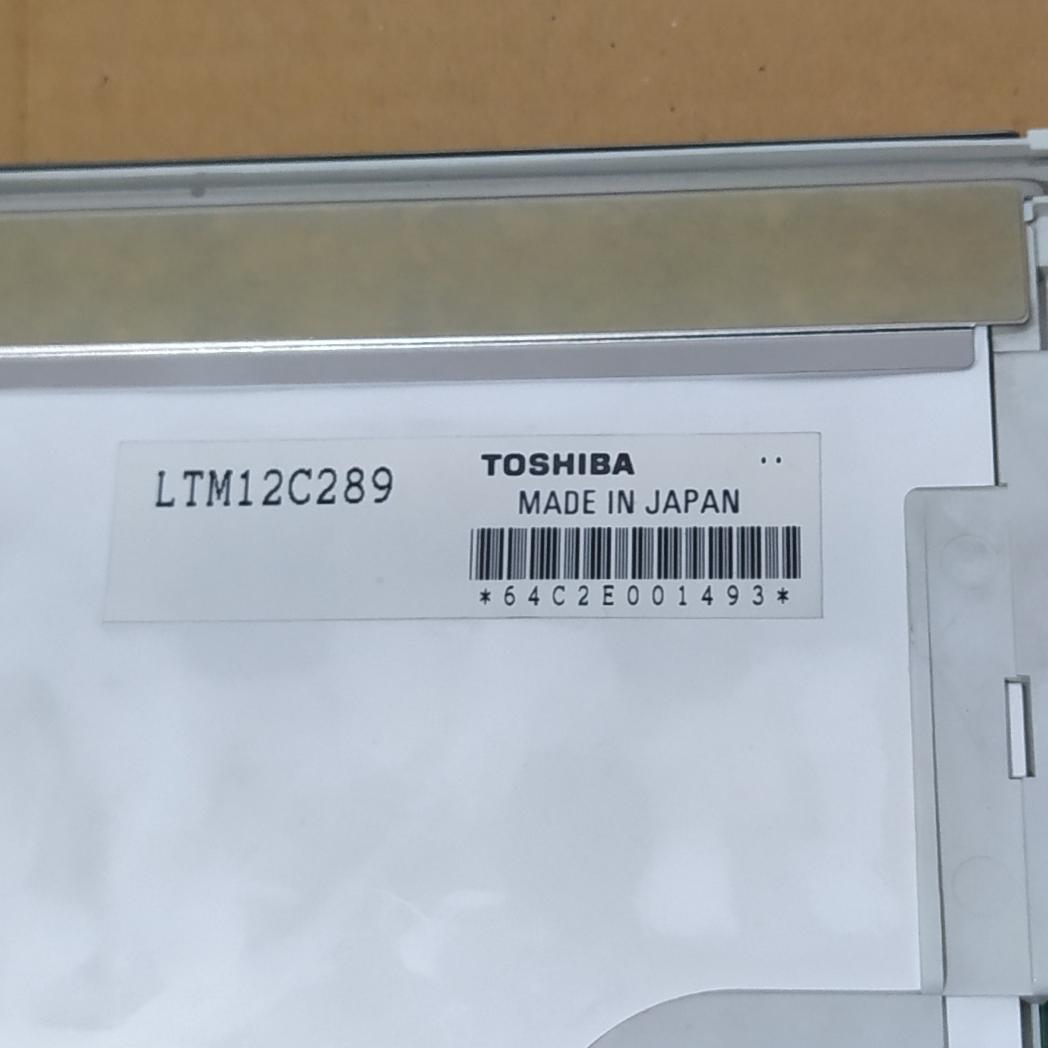 LTM12C289
TOSHIBA
MADE IN JAPAN
*64C2E001493*